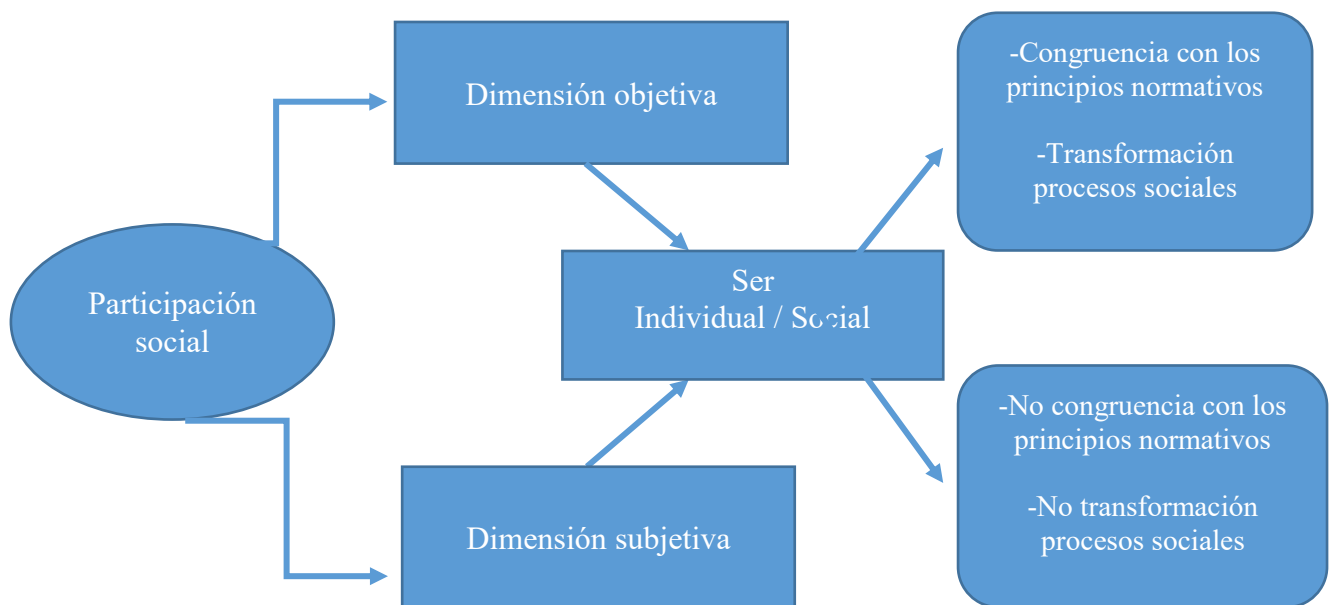 Participación
social
Dimensión objetiva
Dimensión subjetiva
Ser
Individual / Social
-Congruencia con los
principios normativos
-Transformación
procesos sociales
-No congruencia con los
principios normativos
-No transformación
procesos sociales